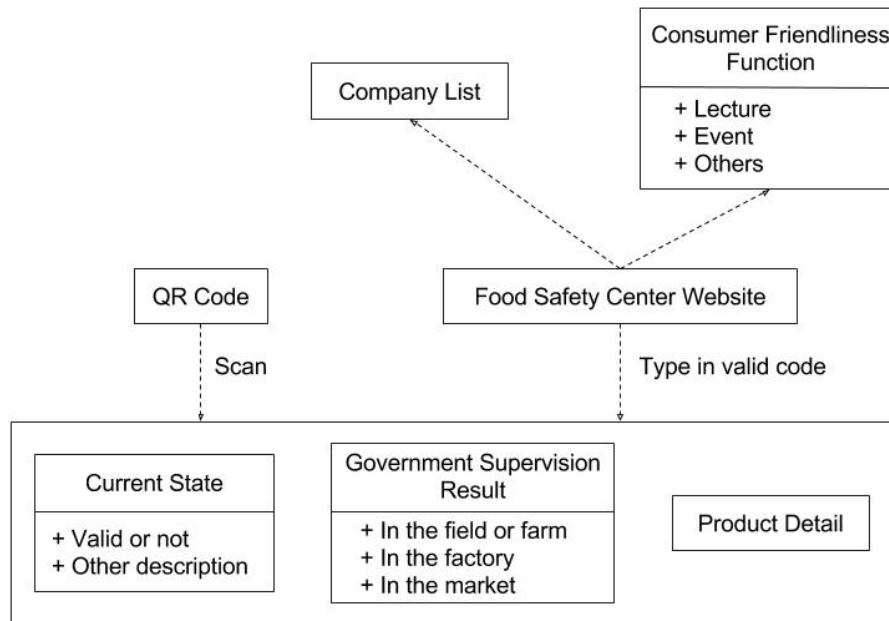 Consumer Friendliness
Function
+ Lecture
+ Event
+ Others
Company List
QR Code
Food Safety Center Website
Scan
Type in valid code
Current State
+ Valid or not
+ Other description
Government Supervision
Result
+ In the field or farm
+ In the factory
+ In the market
Product Detail